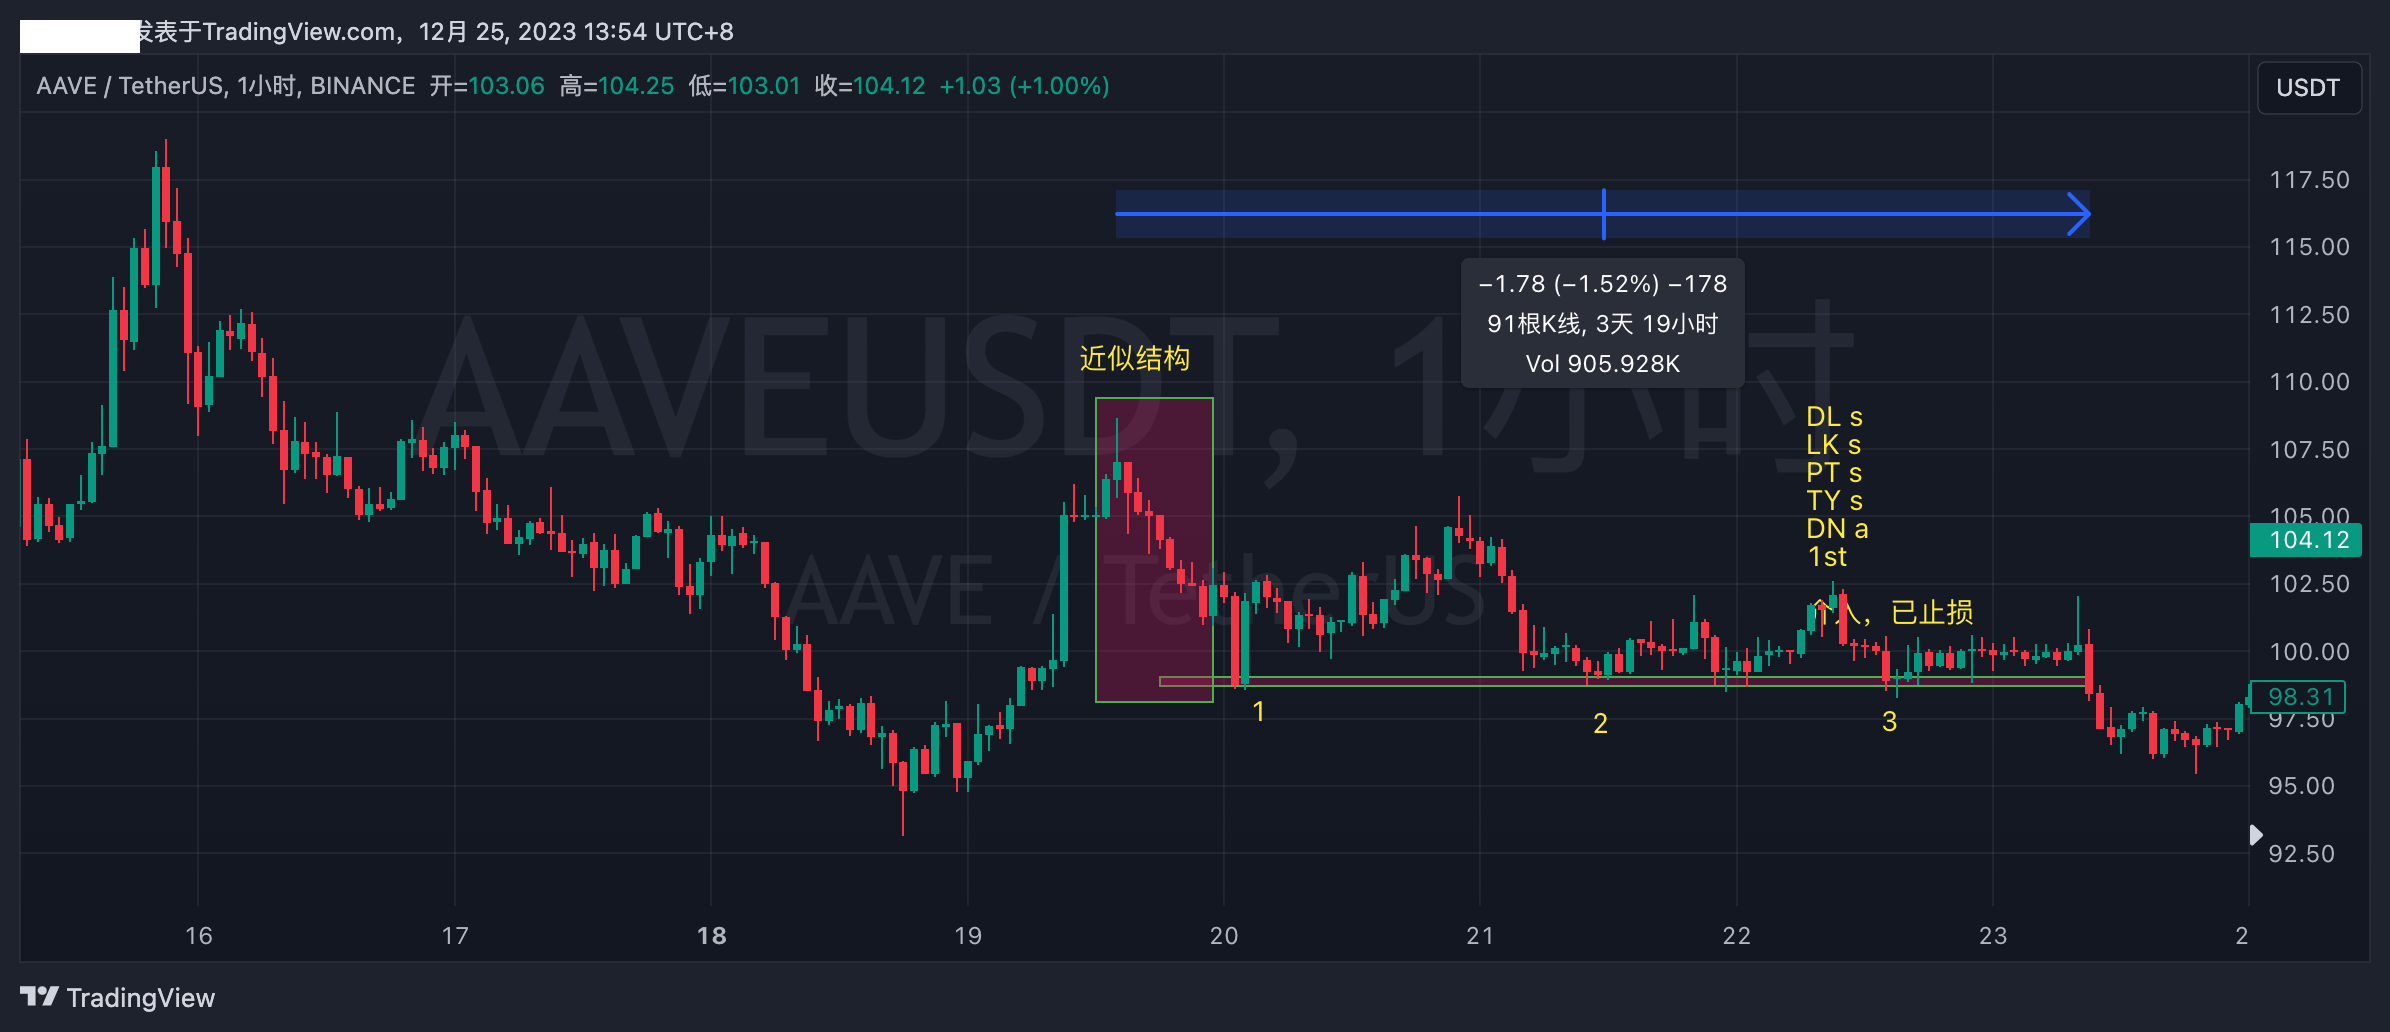 发表于TradingView.com，12月 25, 2023 13:54 UTC+8
AAVE / TetherUS, 1小时, BINANCE 开=103.06 高=104.25 低=103.01 收=104.12 +1.03 (+1.00%)
USDT
117.50
115.00
112.50
110.00
107.50
105.00
104.12
102.50
100.00
98.31
97.50
95.00
92.50
AAVEUSDT, 1小时
AAVE / TetherUS
−1.78 (−1.52%) −178
91根K线, 3天 19小时
Vol 905.928K
近似结构
DL s
LK s
PT s
TY s
DN a
1st
个人，已止损
1
2
3
16 17 18 19 20 21 22 23 2
TradingView